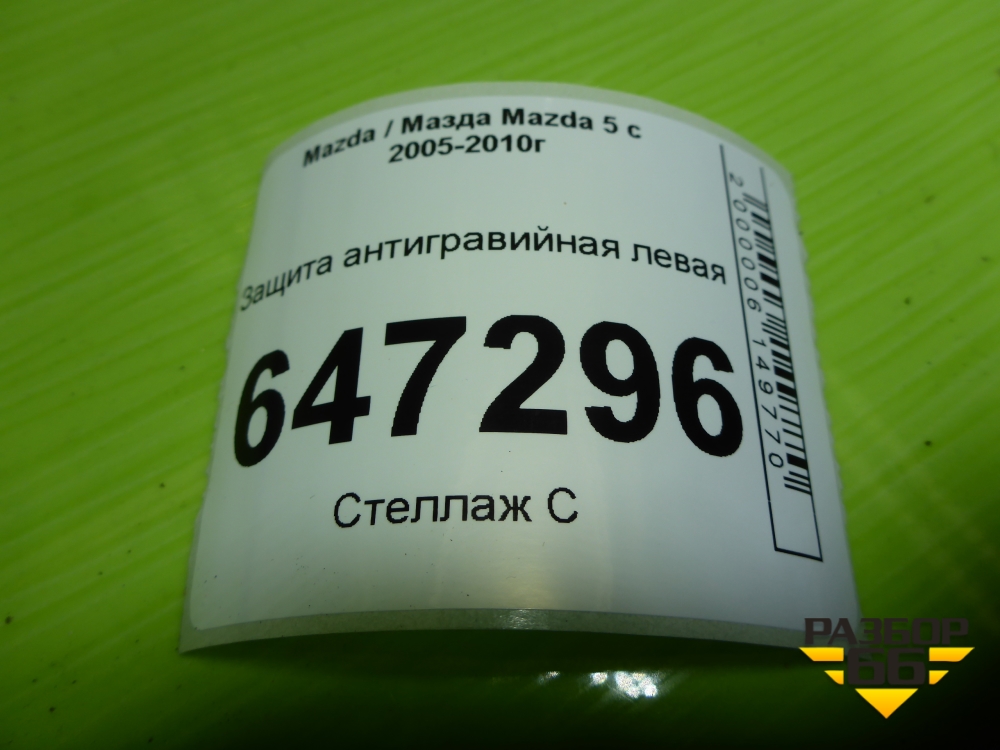 Mazda / Мазда Mazda 5 с
2005-2010г
Защита антигравийная левая
647296
Стеллаж С
2000006149770
РАЗБОР
66